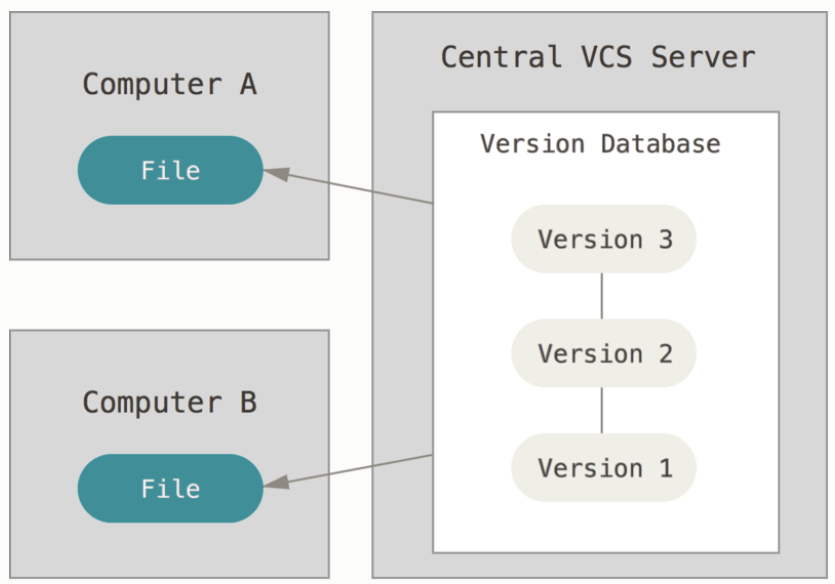 Computer A
File
Computer B
File
Central VCS Server
Version Database
Version 3
Version 2
Version 1